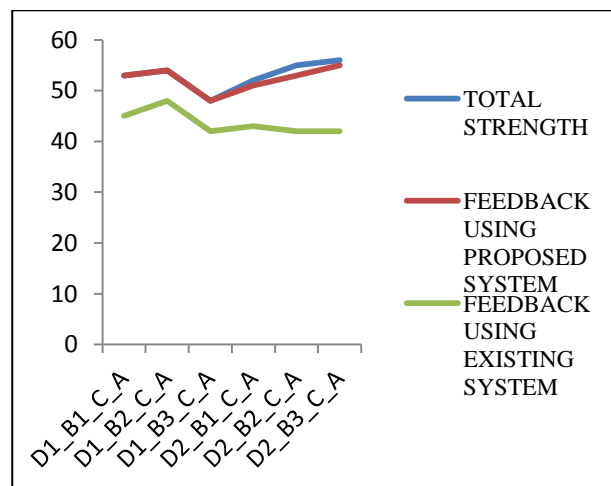 60
50
40
30
20
10
0
D1_B1_C_A
D1_B2_C_A
D1_B3_C_A
D2_B1_C_A
D2_B2_C_A
D2_B3_C_A
TOTAL
STRENGTH
FEEDBACK
USING
PROPOSED
SYSTEM
FEEDBACK
USING
EXISTING
SYSTEM